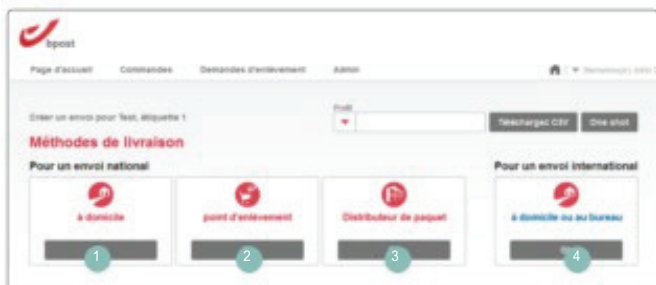 bpost
Page d'accueil Commandes Demandes d'enlèvement Admin
Profil
Créer un envoi pour Test, étiquette 1
Téléchargez CSV One shot
Méthodes de livraison
Pour un envoi national
Pour un envoi international
à domicile
point d'enlèvement
Distributeur de paquet
à domicile ou au bureau
1
2
3
4